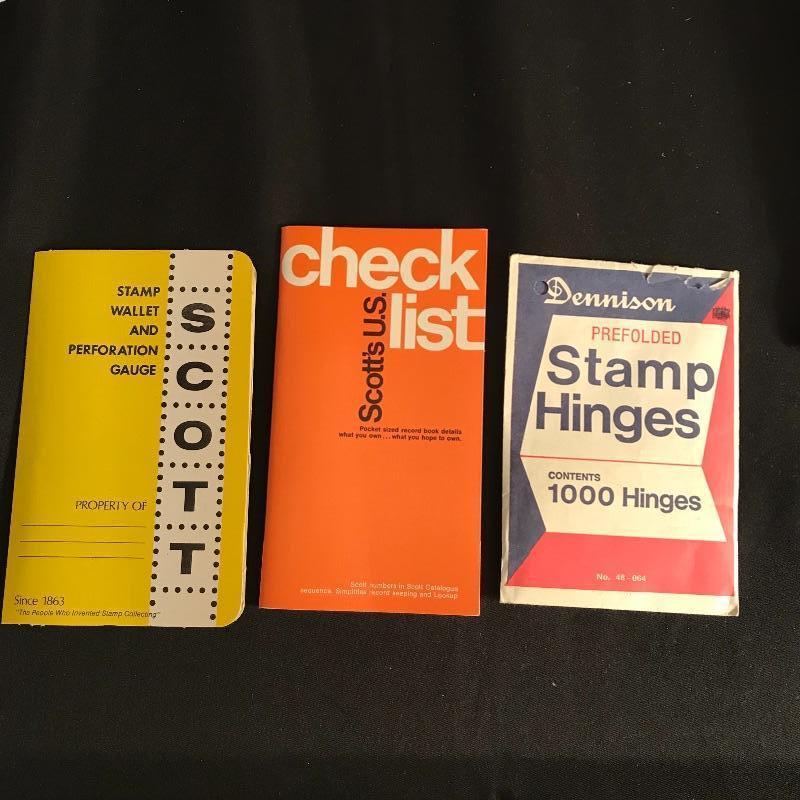 STAMP
WALLET
AND
PERFORATION
GAUGE
SCOTT
PROPERTY OF
Since 1863
"The People Who Invented Stamp Collecting"
check
list
Scott's U.S.
Pocket sized record book details
what you own...what you hope to own.
Scott numbers in Scott Catalogue
sequence. Simplifies record keeping and Lookup
Dennison
PREFOLDED
Stamp
Hinges
CONTENTS
1000 Hinges
No. 48-064